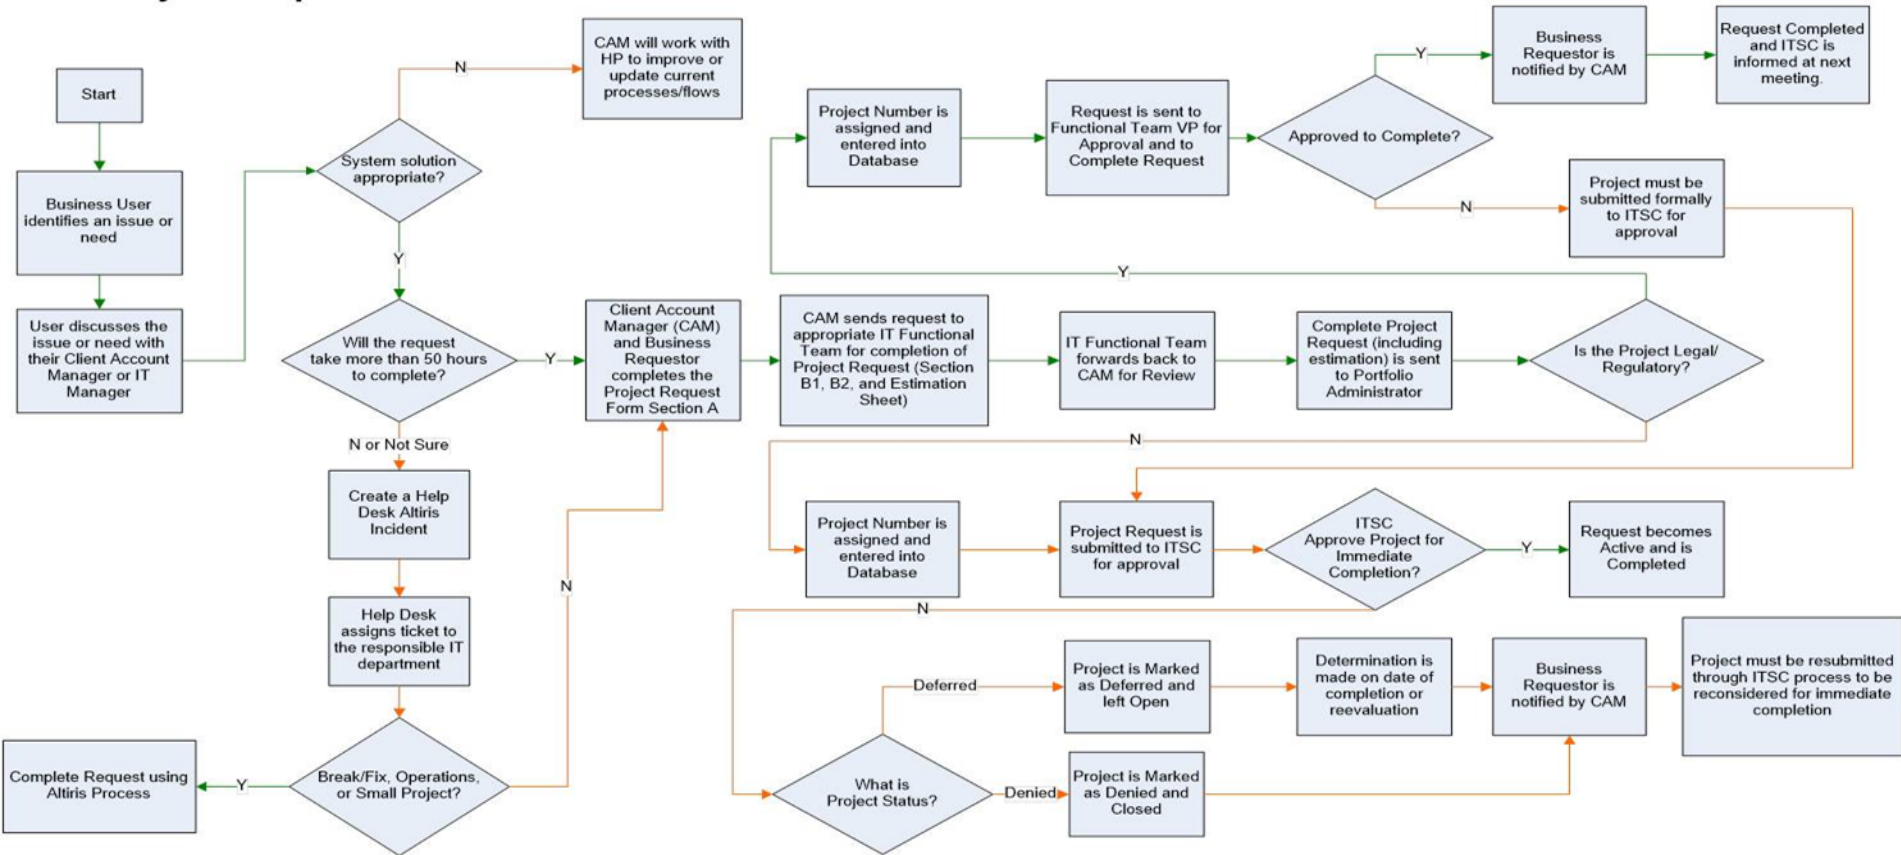 Start
Business User
identifies an issue or
need
User discusses the
issue or need with
their Client Account
Manager or IT
Manager
System solution
appropriate?
N
CAM will work with
HP to improve or
update current
processes/flows
Y
Will the request
take more than 50 hours
to complete?
Y
N or Not Sure
Create a Help
Desk Altiris
Incident
Help Desk
assigns ticket to
the responsible IT
department
Break/Fix, Operations,
or Small Project?
Y
Complete Request using
Altiris Process
N
Client Account
Manager (CAM)
and Business
Requestor
completes the
Project Request
Form Section A
CAM sends request to
appropriate IT Functional
Team for completion of
Project Request (Section
B1, B2, and Estimation
Sheet)
IT Functional Team
forwards back to
CAM for Review
Complete Project
Request (including
estimation) is sent
to Portfolio
Administrator
Is the Project Legal/
Regulatory?
Y
Project Number is
assigned and
entered into
Database
Request is sent to
Functional Team VP for
Approval and to
Complete Request
Approved to Complete?
Y
Business
Requestor is
notified by CAM
Request Completed
and ITSC is
informed at next
meeting.
N
Project must be
submitted formally
to ITSC for
approval
N
Project Number is
assigned and
entered into
Database
Project Request is
submitted to ITSC
for approval
ITSC
Approve Project for
Immediate
Completion?
Y
Request becomes
Active and is
Completed
N
What is
Project Status?
Deferred
Project is Marked
as Deferred and
left Open
Determination is
made on date of
completion or
reevaluation
Business
Requestor is
notified by CAM
Project must be resubmitted
through ITSC process to be
reconsidered for immediate
completion
Denied
Project is Marked
as Denied and
Closed